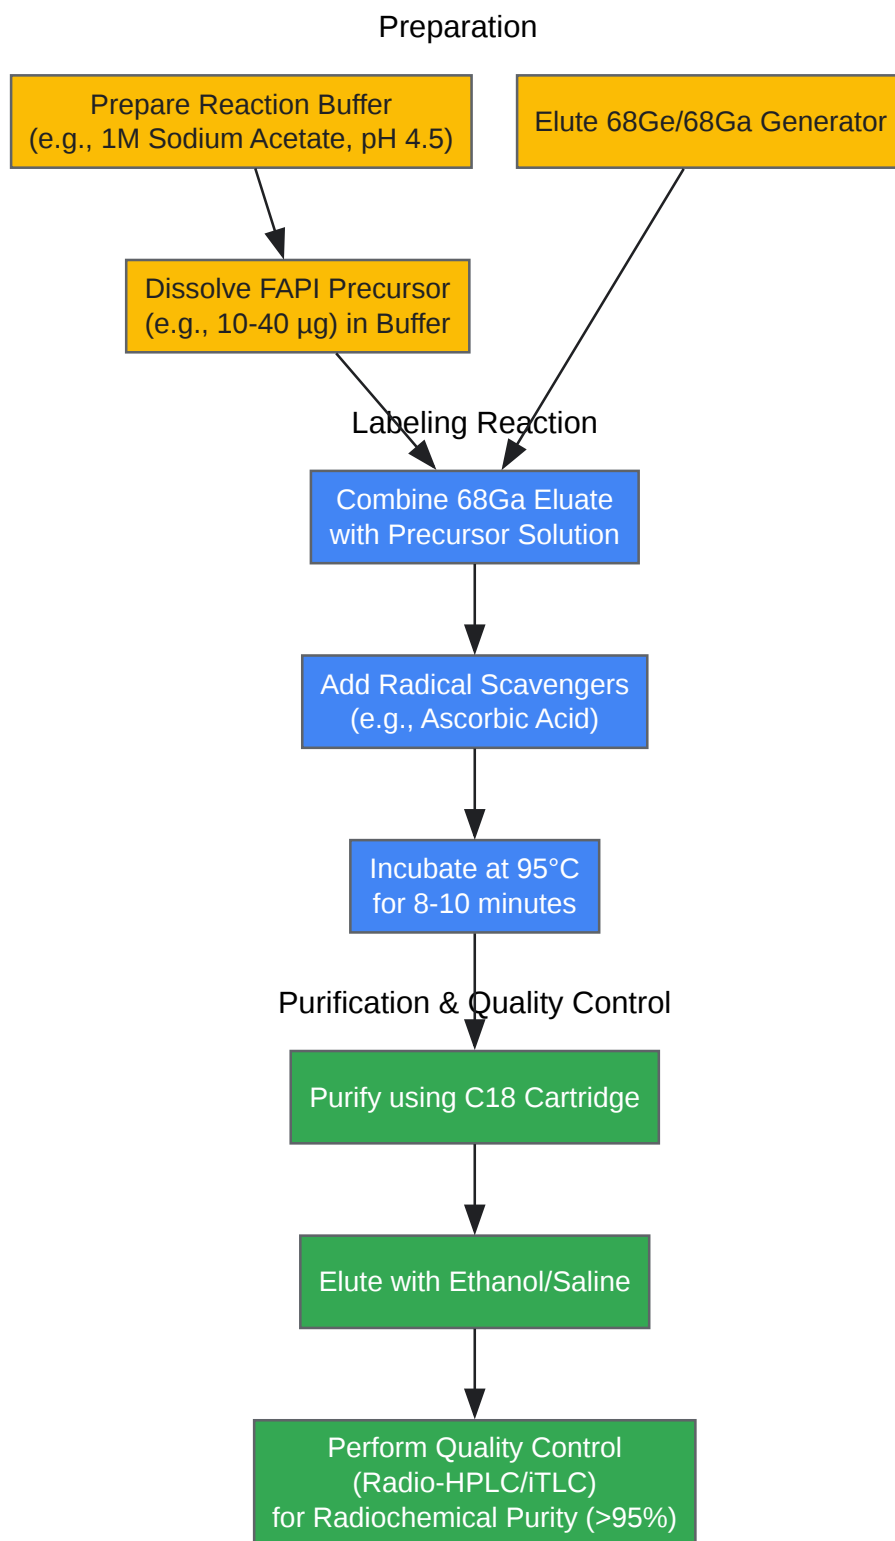 Preparation
Prepare Reaction Buffer
(e.g., 1M Sodium Acetate, pH 4.5)
Elute 68Ge/68Ga Generator
Dissolve FAPI Precursor
(e.g., 10-40 µg) in Buffer
Labeling Reaction
Combine 68Ga Eluate
with Precursor Solution
Add Radical Scavengers
(e.g., Ascorbic Acid)
Incubate at 95°C
for 8-10 minutes
Purification & Quality Control
Purify using C18 Cartridge
Elute with Ethanol/Saline
Perform Quality Control
(Radio-HPLC/iTLC)
for Radiochemical Purity (>95%)